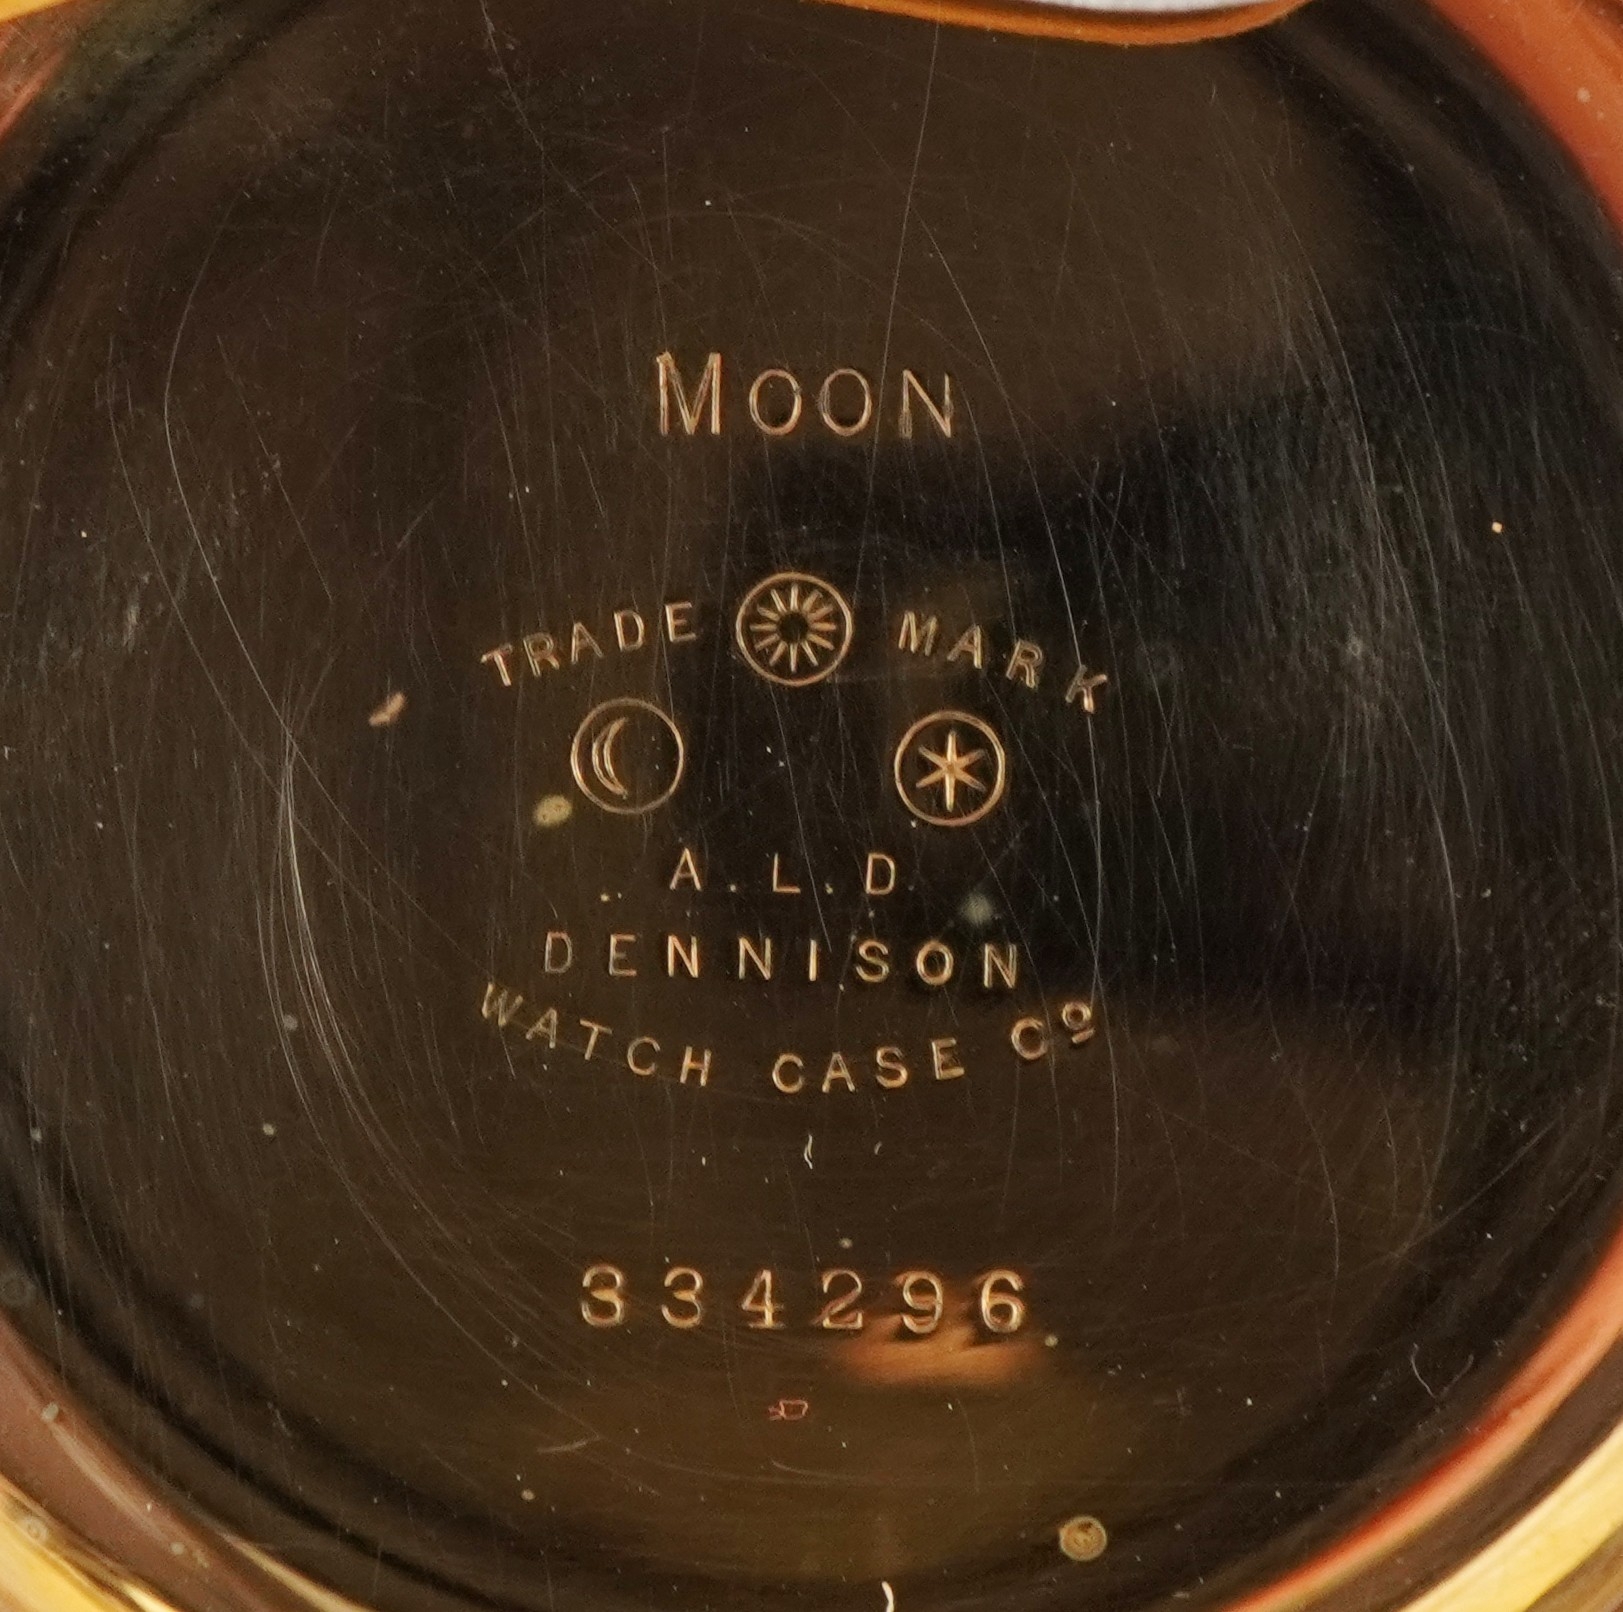 MOON
TRADE MARK
A.L.D
DENNISON
WATCH CASE Cº
334296